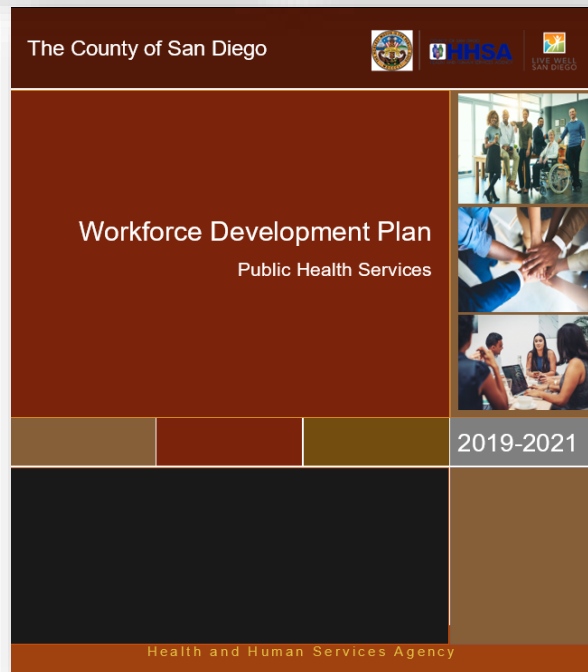 The County of San Diego
HHSA
LIVE WELL
SAN DIEGO
Workforce Development Plan
Public Health Services
2019-2021
Health and Human Services Agency